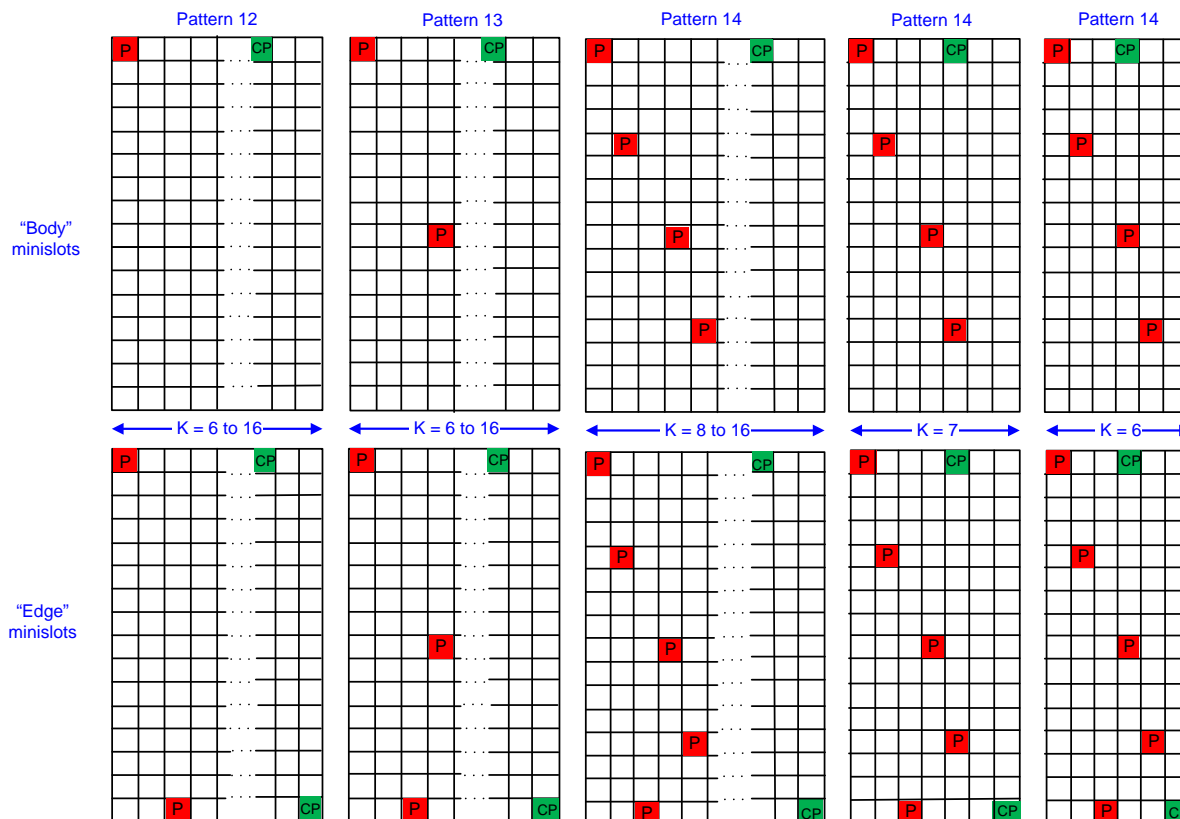 Pattern 12 Pattern 13 Pattern 14 Pattern 14 Pattern 14
P CP P CP P CP P CP P CP
P P P
“Body”
minislots
P P P P
P P P
K = 6 to 16 K = 6 to 16 K = 8 to 16 K = 7 K = 6
P CP P CP P CP P CP P CP
P P P
“Edge”
minislots
P P P P
P P P
P CP P CP P CP P CP P CP